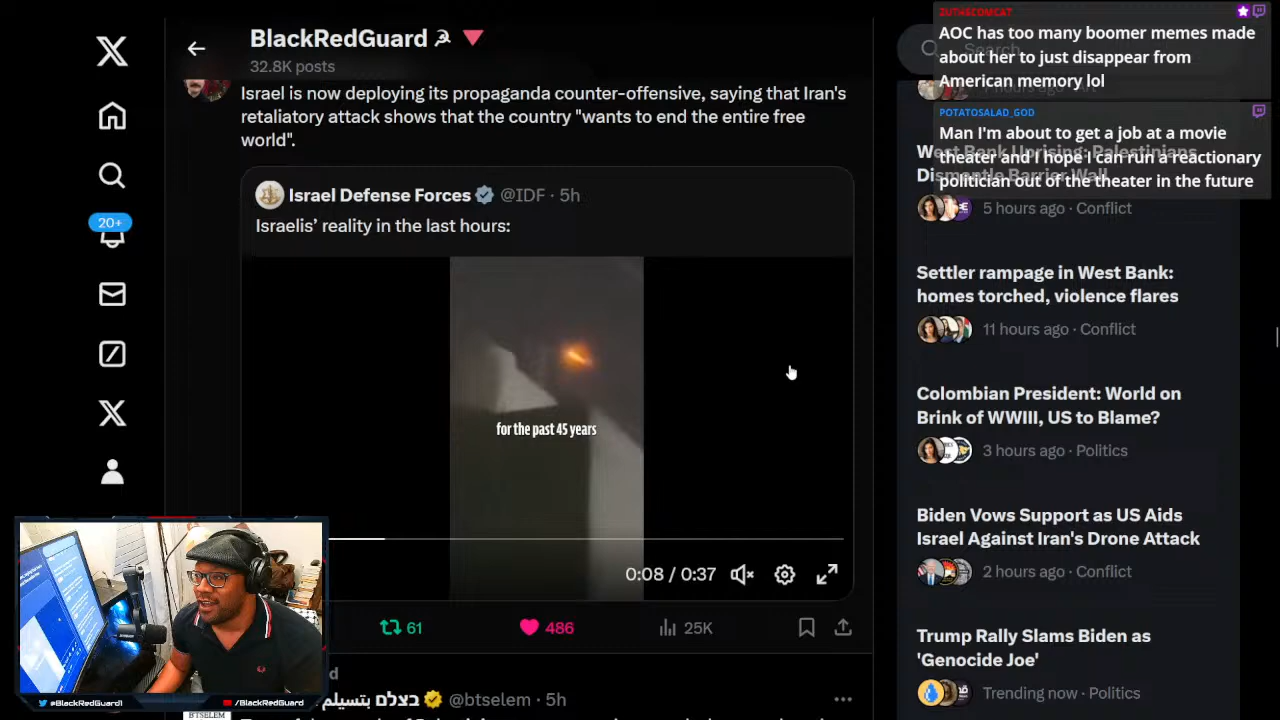 BlackRedGuard ☭ 🔻
32.8K posts
Israel is now deploying its propaganda counter-offensive, saying that Iran's
retaliatory attack shows that the country "wants to end the entire free
world".
Israel Defense Forces @IDF · 5h
Israelis' reality in the last hours:
for the past 45 years
0:08 / 0:37
61
486
25K
בצלם بتسيلم @btselem · 5h
BTSELEM
20+
@BlackRedGuard1
/BlackRedGuard
ZUTHECOMCAT
AOC has too many boomer memes made
about her to just disappear from
American memory lol
POTATOSALAD_GOD
Man I'm about to get a job at a movie
theater and I hope I can run a reactionary
politician out of the theater in the future
Search
West Bank Uprising: Palestinians
Dismantle Barrier Wall
5 hours ago · Conflict
Settler rampage in West Bank:
homes torched, violence flares
11 hours ago · Conflict
Colombian President: World on
Brink of WWIII, US to Blame?
3 hours ago · Politics
Biden Vows Support as US Aids
Israel Against Iran's Drone Attack
2 hours ago · Conflict
Trump Rally Slams Biden as
'Genocide Joe'
Trending now · Politics